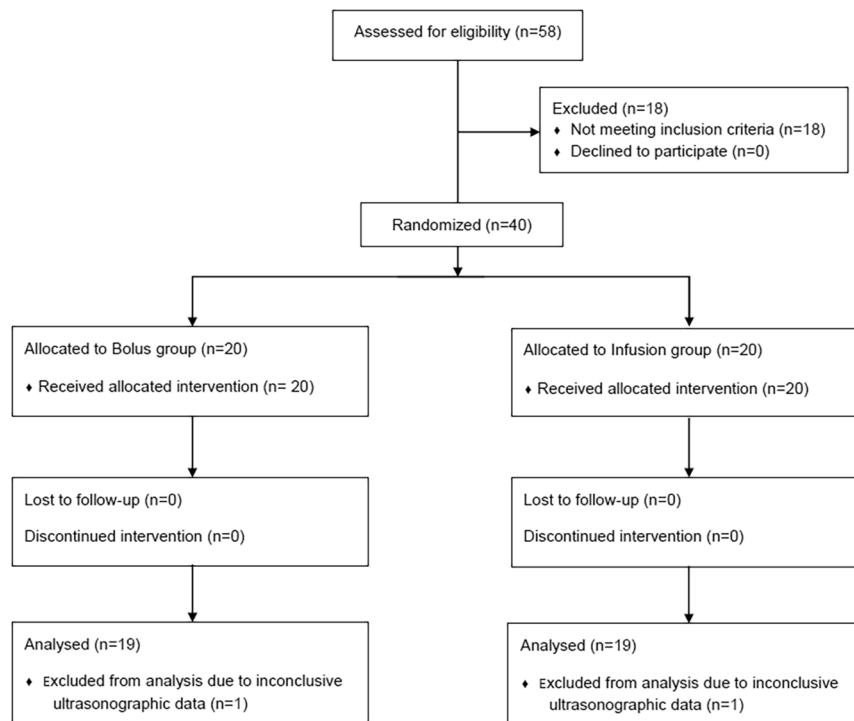 Assessed for eligibility (n=58)
Excluded (n=18)
♦ Not meeting inclusion criteria (n=18)
♦ Declined to participate (n=0)
Randomized (n=40)
Allocated to Bolus group (n=20)
♦ Received allocated intervention (n= 20)
Allocated to Infusion group (n=20)
♦ Received allocated intervention (n=20)
Lost to follow-up (n=0)
Discontinued intervention (n=0)
Lost to follow-up (n=0)
Discontinued intervention (n=0)
Analysed (n=19)
♦ Excluded from analysis due to inconclusive
ultrasonographic data (n=1)
Analysed (n=19)
♦ Excluded from analysis due to inconclusive
ultrasonographic data (n=1)